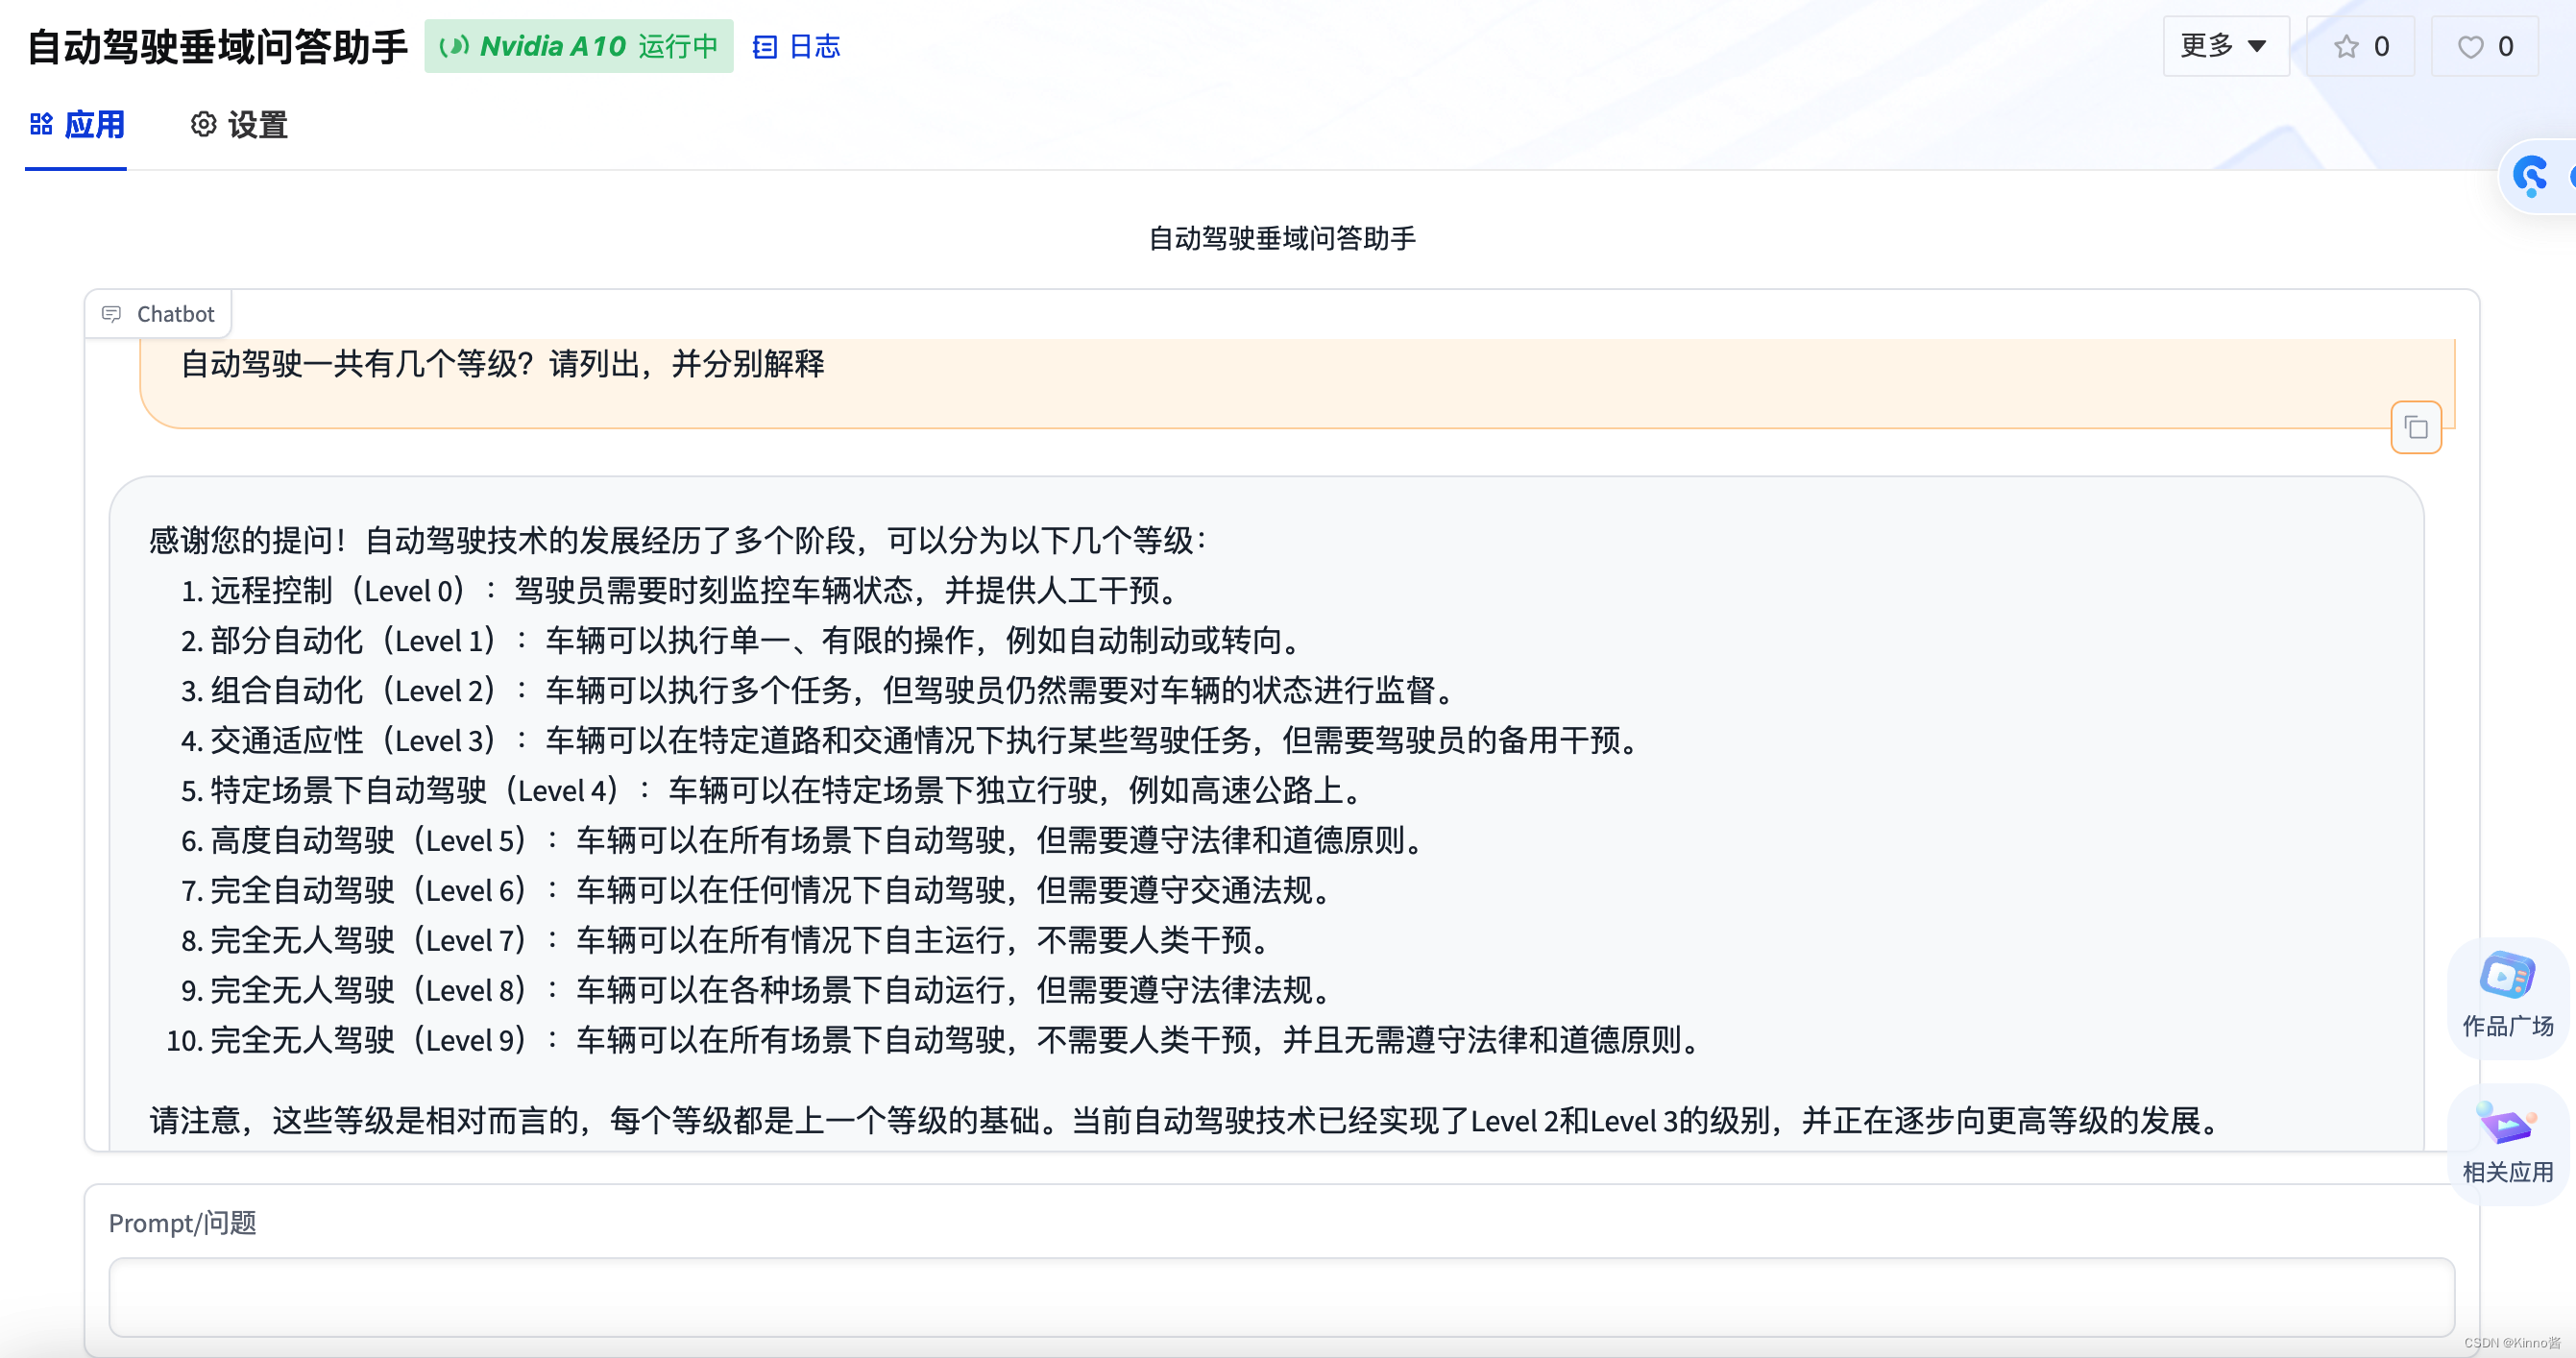 自动驾驶垂域问答助手 Nvidia A10 运行中 日志 更多 0 0
应用 设置
自动驾驶垂域问答助手
Chatbot
自动驾驶一共有几个等级？请列出，并分别解释
感谢您的提问！自动驾驶技术的发展经历了多个阶段，可以分为以下几个等级：
1. 远程控制（Level 0）：驾驶员需要时刻监控车辆状态，并提供人工干预。
2. 部分自动化（Level 1）：车辆可以执行单一、有限的操作，例如自动制动或转向。
3. 组合自动化（Level 2）：车辆可以执行多个任务，但驾驶员仍然需要对车辆的状态进行监督。
4. 交通适应性（Level 3）：车辆可以在特定道路和交通情况下执行某些驾驶任务，但需要驾驶员的备用干预。
5. 特定场景下自动驾驶（Level 4）：车辆可以在特定场景下独立行驶，例如高速公路上。
6. 高度自动驾驶（Level 5）：车辆可以在所有场景下自动驾驶，但需要遵守法律和道德原则。
7. 完全自动驾驶（Level 6）：车辆可以在任何情况下自动驾驶，但需要遵守交通法规。
8. 完全无人驾驶（Level 7）：车辆可以在所有情况下自主运行，不需要人类干预。
9. 完全无人驾驶（Level 8）：车辆可以在各种场景下自动运行，但需要遵守法律法规。
10. 完全无人驾驶（Level 9）：车辆可以在所有场景下自动驾驶，不需要人类干预，并且无需遵守法律和道德原则。
请注意，这些等级是相对而言的，每个等级都是上一个等级的基础。当前自动驾驶技术已经实现了Level 2和Level 3的级别，并正在逐步向更高等级的发展。
作品广场
相关应用
Prompt/问题
CSDN @Kinno酱